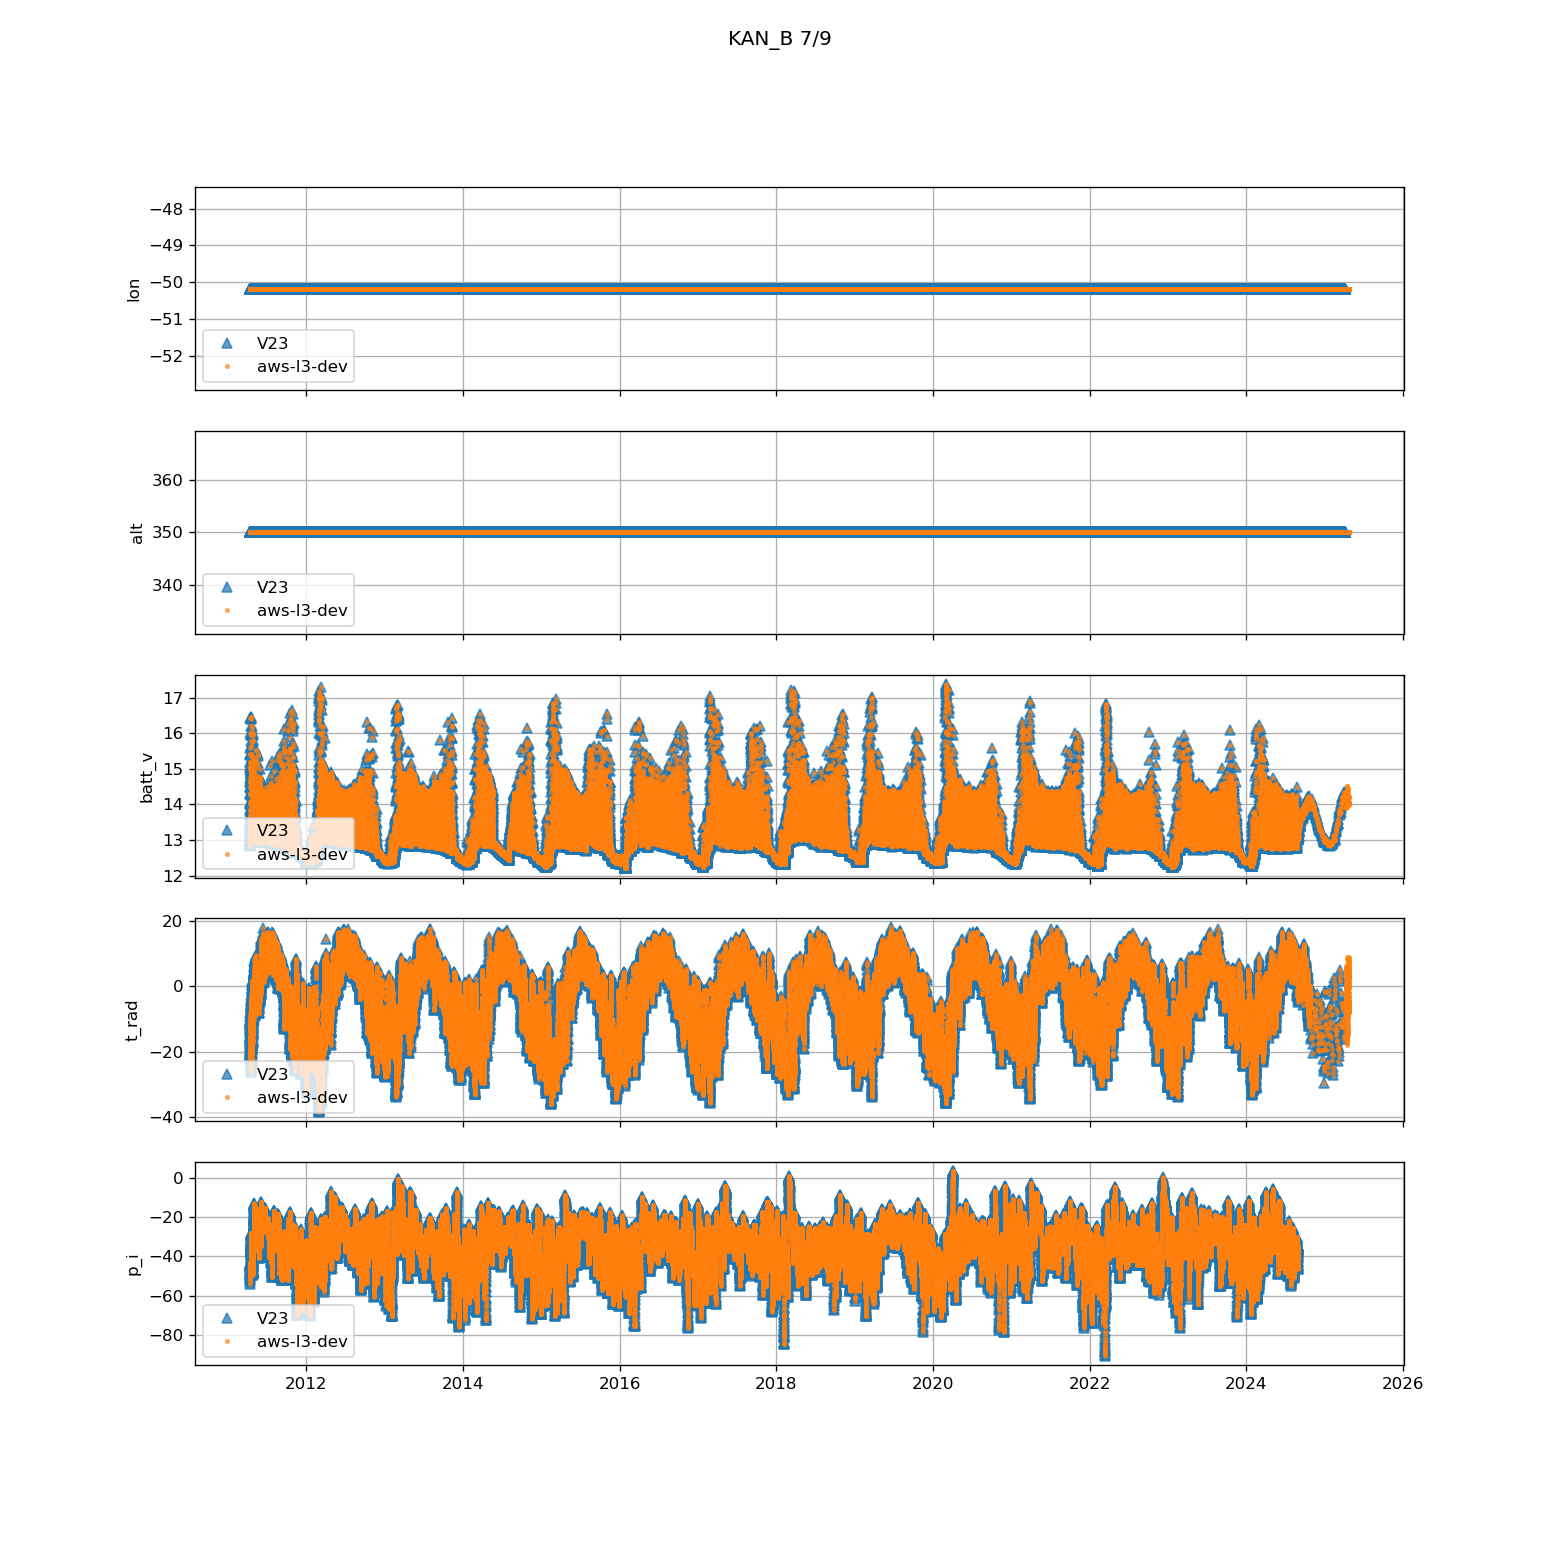 KAN_B 7/9
−48
−49
−50
−51
−52
lon
V23
aws-l3-dev
360
350
340
alt
V23
aws-l3-dev
17
16
15
14
13
12
batt_v
V23
aws-l3-dev
20
0
−20
−40
t_rad
V23
aws-l3-dev
0
−20
−40
−60
−80
p_i
V23
aws-l3-dev
2012 2014 2016 2018 2020 2022 2024 2026